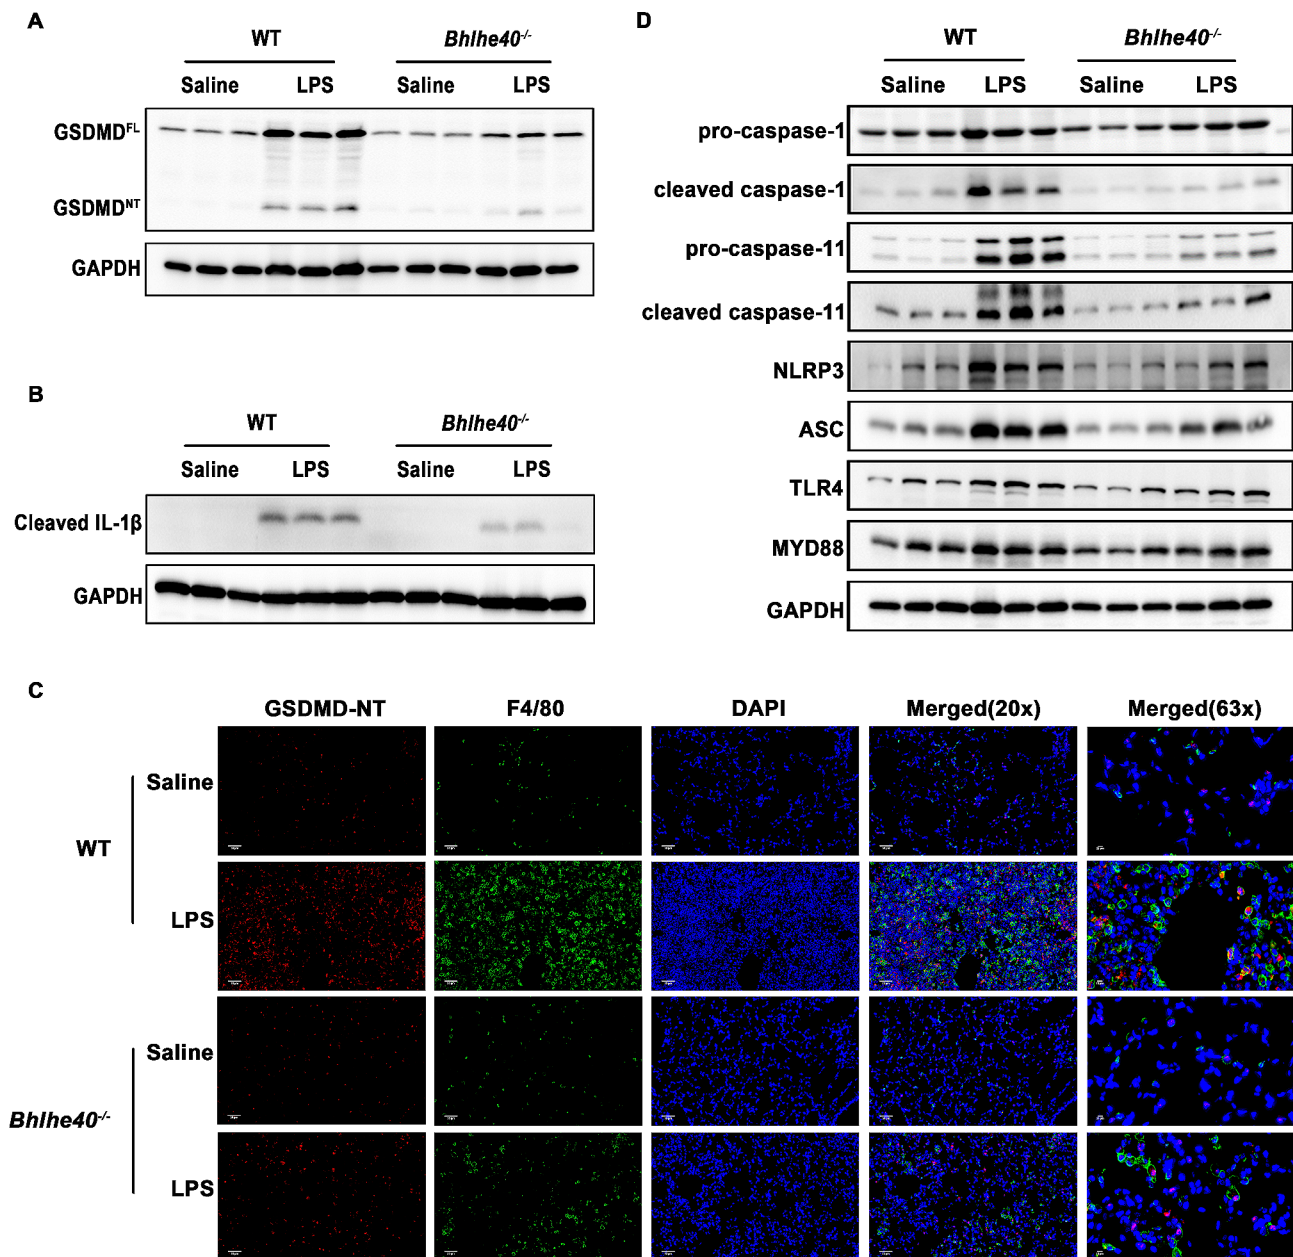 A
WT Bhlhe40-/-
Saline LPS Saline LPS
GSDMDFL
GSDMDNT
GAPDH
B
WT Bhlhe40-/-
Saline LPS Saline LPS
Cleaved IL-1β
GAPDH
D
WT Bhlhe40-/-
Saline LPS Saline LPS
pro-caspase-1
cleaved caspase-1
pro-caspase-11
cleaved caspase-11
NLRP3
ASC
TLR4
MYD88
GAPDH
C
GSDMD-NT F4/80 DAPI Merged(20x) Merged(63x)
WT
Saline
LPS
Bhlhe40-/-
Saline
LPS